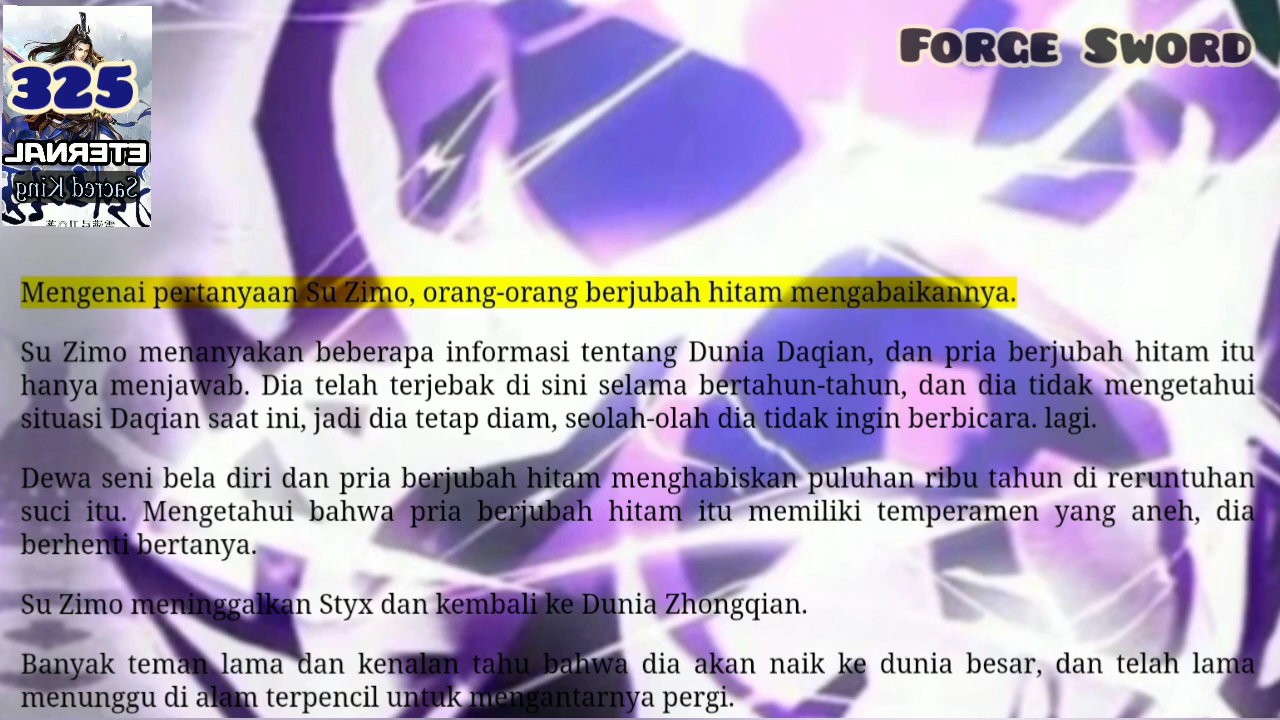 325
FORGE SWORD
ETERNAL
Sacred King
Mengenai pertanyaan Su Zimo, orang-orang berjubah hitam mengabaikannya.
Su Zimo menanyakan beberapa informasi tentang Dunia Daqian, dan pria berjubah hitam itu
hanya menjawab. Dia telah terjebak di sini selama bertahun-tahun, dan dia tidak mengetahui
situasi Daqian saat ini, jadi dia tetap diam, seolah-olah dia tidak ingin berbicara. lagi.
Dewa seni bela diri dan pria berjubah hitam menghabiskan puluhan ribu tahun di reruntuhan
suci itu. Mengetahui bahwa pria berjubah hitam itu memiliki temperamen yang aneh, dia
berhenti bertanya.
Su Zimo meninggalkan Styx dan kembali ke Dunia Zhongqian.
Banyak teman lama dan kenalan tahu bahwa dia akan naik ke dunia besar, dan telah lama
menunggu di alam terpencil untuk mengantarnya pergi.